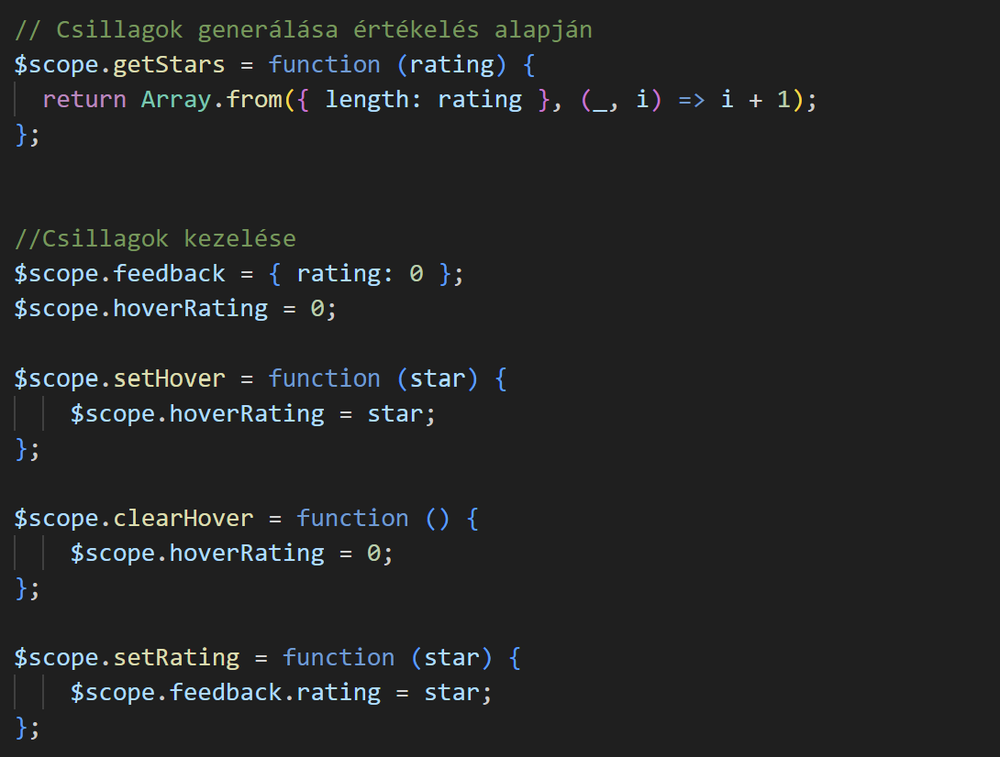 // Csillagok generálása értékelés alapján
$scope.getStars = function (rating) {
  return Array.from({ length: rating }, (_, i) => i + 1);
};
//Csillagok kezelése
$scope.feedback = { rating: 0 };
$scope.hoverRating = 0;
$scope.setHover = function (star) {
    $scope.hoverRating = star;
};
$scope.clearHover = function () {
    $scope.hoverRating = 0;
};
$scope.setRating = function (star) {
    $scope.feedback.rating = star;
};